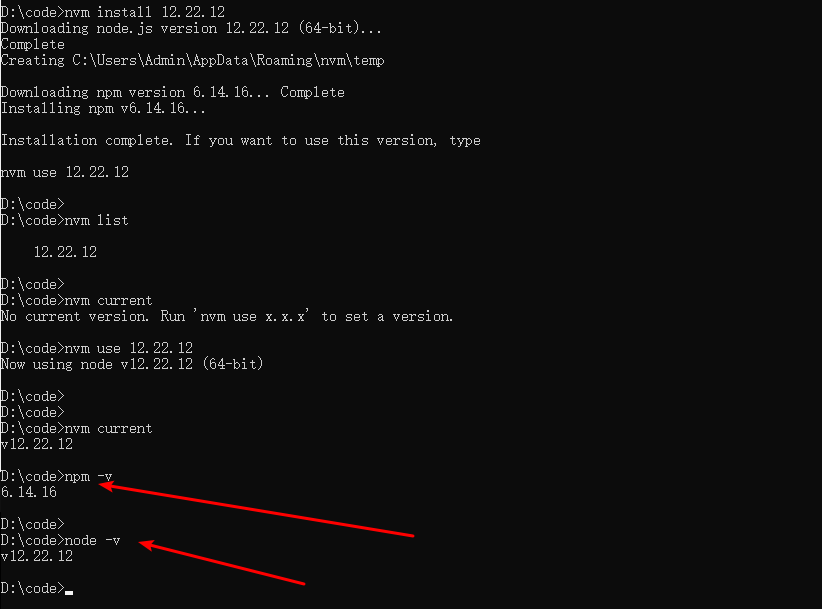 D:\code>nvm install 12.22.12
Downloading node.js version 12.22.12 (64-bit)...
Complete
Creating C:\Users\Admin\AppData\Roaming\nvm\temp
Downloading npm version 6.14.16... Complete
Installing npm v6.14.16...
Installation complete. If you want to use this version, type
nvm use 12.22.12
D:\code>
D:\code>nvm list
12.22.12
D:\code>
D:\code>nvm current
No current version. Run 'nvm use x.x.x' to set a version.
D:\code>nvm use 12.22.12
Now using node v12.22.12 (64-bit)
D:\code>
D:\code>
D:\code>nvm current
v12.22.12
D:\code>npm -v
6.14.16
D:\code>
D:\code>node -v
v12.22.12
D:\code>